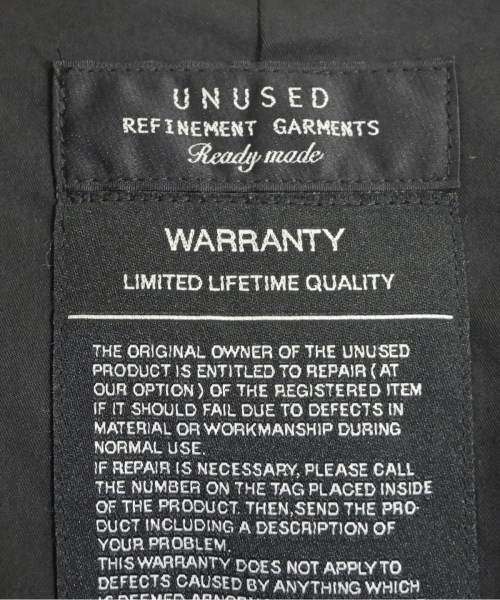 UNUSED
REFINEMENT GARMENTS
Ready made
WARRANTY
LIMITED LIFETIME QUALITY
THE ORIGINAL OWNER OF THE UNUSED
PRODUCT IS ENTITLED TO REPAIR (AT
OUR OPTION) OF THE REGISTERED ITEM
IF IT SHOULD FAIL DUE TO DEFECTS IN
MATERIAL OR WORKMANSHIP DURING
NORMAL USE.
IF REPAIR IS NECESSARY, PLEASE CALL
THE NUMBER ON THE TAG PLACED INSIDE
OF THE PRODUCT. THEN, SEND THE PRO-
DUCT INCLUDING A DESCRIPTION OF
YOUR PROBLEM.
THIS WARRANTY DOES NOT APPLY TO
DEFECTS CAUSED BY ANYTHING WHICH
IS DEEMED